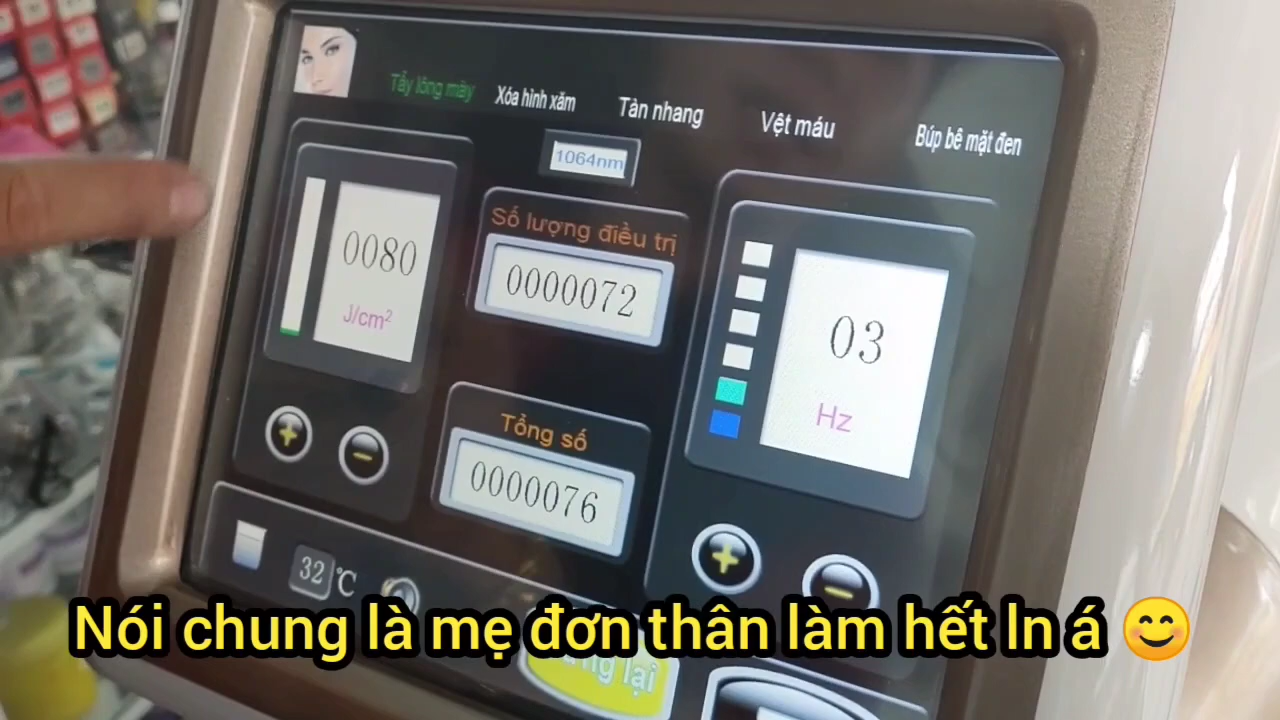 Tẩy lông mày
Xóa hình xăm
Tàn nhang
Vệt máu
Búp bê mặt đen
1064nm
0080
J/cm²
Số lượng điều trị
0000072
03
Hz
Tổng số
0000076
32 ℃
Nói chung là mẹ đơn thân làm hết ln á 😊
lại